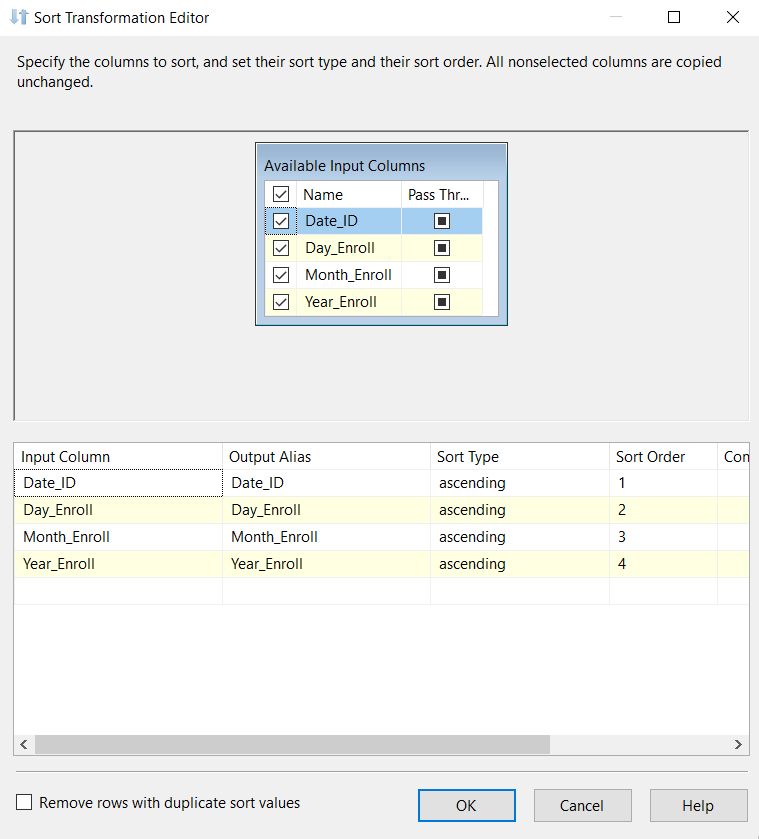 Sort Transformation Editor
Specify the columns to sort, and set their sort type and their sort order. All nonselected columns are copied
unchanged.
Available Input Columns
Name Pass Thr...
Date_ID
Day_Enroll
Month_Enroll
Year_Enroll
Input Column Output Alias Sort Type Sort Order Con
Date_ID Date_ID ascending 1
Day_Enroll Day_Enroll ascending 2
Month_Enroll Month_Enroll ascending 3
Year_Enroll Year_Enroll ascending 4
Remove rows with duplicate sort values OK Cancel Help